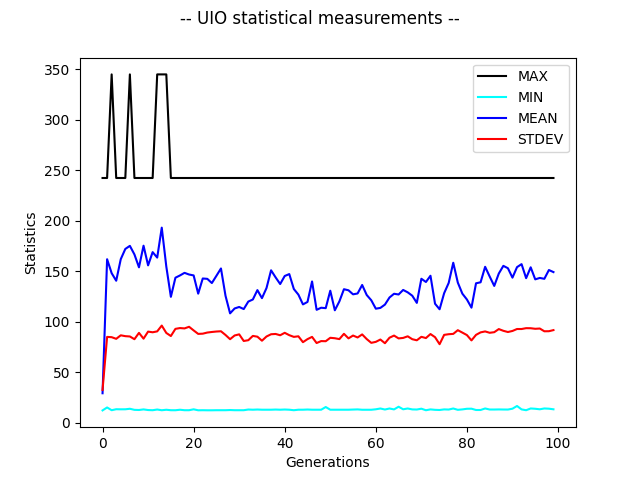 -- UIO statistical measurements --
350
300
250
200
150
100
50
0
Statistics
MAX
MIN
MEAN
STDEV
0
20
40
60
80
100
Generations